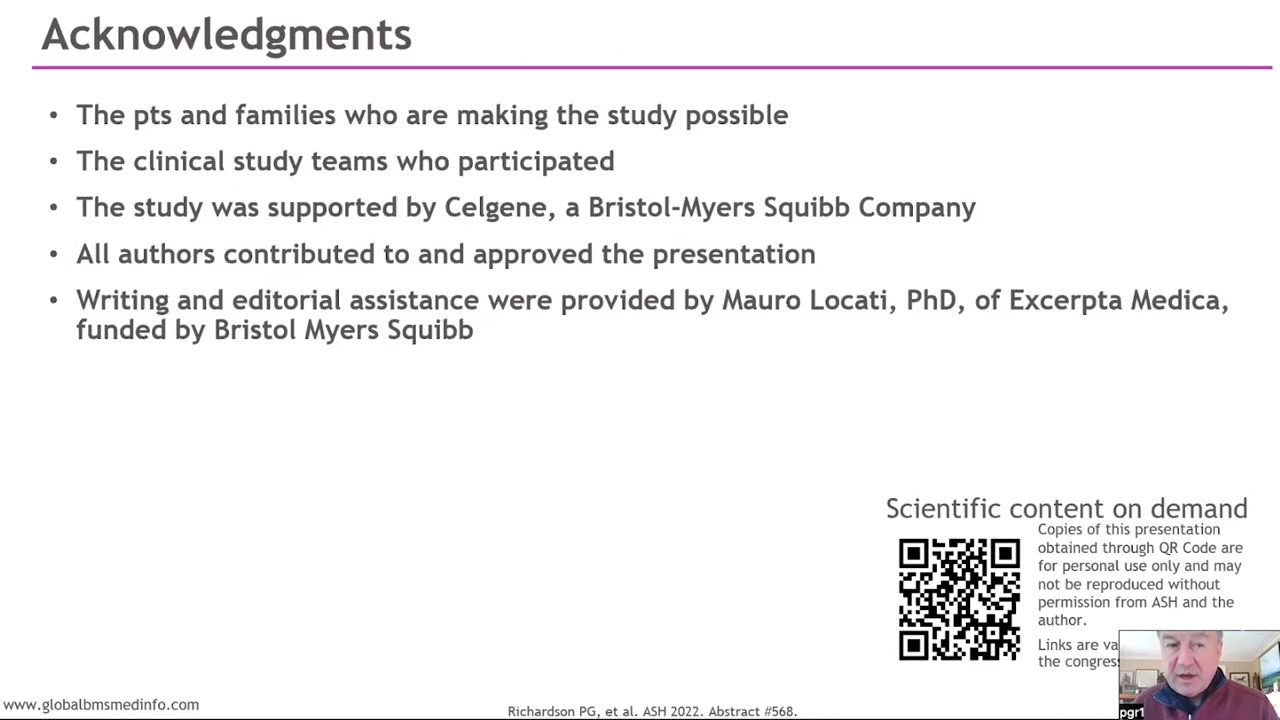 Acknowledgments
• The pts and families who are making the study possible
• The clinical study teams who participated
• The study was supported by Celgene, a Bristol-Myers Squibb Company
• All authors contributed to and approved the presentation
• Writing and editorial assistance were provided by Mauro Locati, PhD, of Excerpta Medica,
funded by Bristol Myers Squibb
Scientific content on demand
Copies of this presentation
obtained through QR Code are
for personal use only and may
not be reproduced without
permission from ASH and the
author.
Links are va
the congres
pgr1
www.globalbmsmedinfo.com
Richardson PG, et al. ASH 2022. Abstract #568.